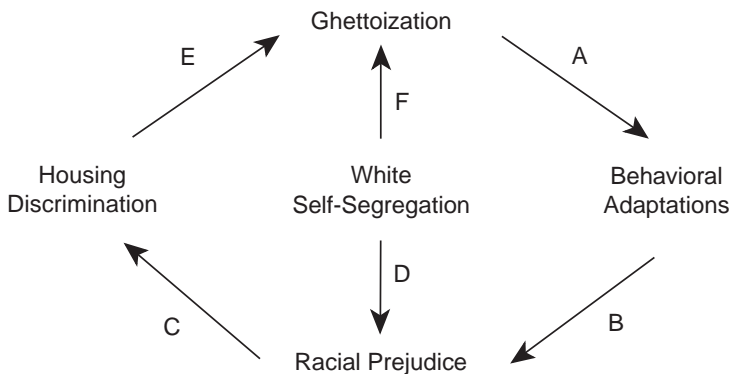 Ghettoization
E
A
F
Housing
Discrimination
White
Self-Segregation
Behavioral
Adaptations
D
C
B
Racial Prejudice